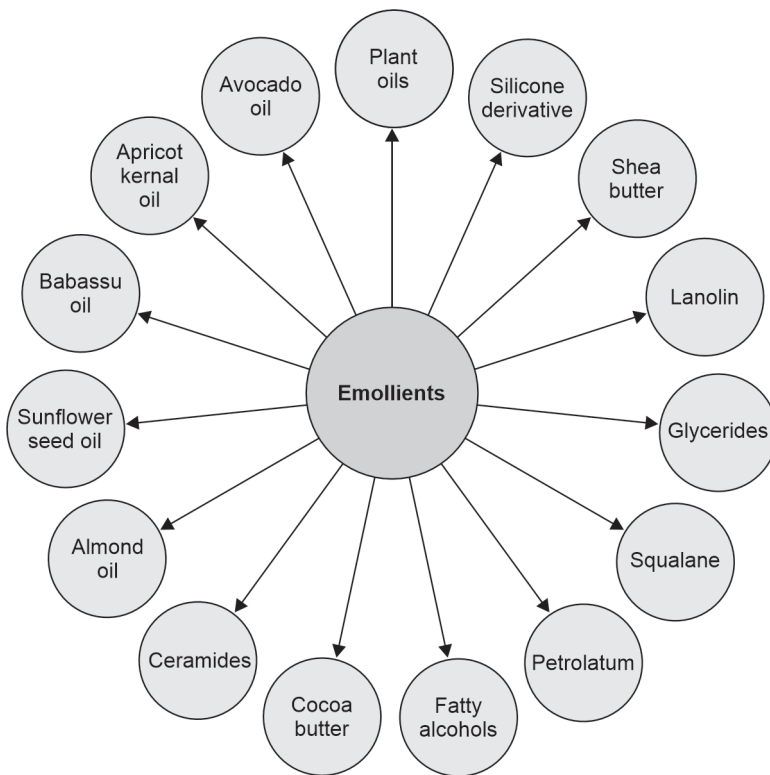 Plant
oils
Silicone
derivative
Shea
butter
Lanolin
Glycerides
Squalane
Petrolatum
Fatty
alcohols
Cocoa
butter
Ceramides
Almond
oil
Sunflower
seed oil
Babassu
oil
Apricot
kernal
oil
Avocado
oil
Emollients